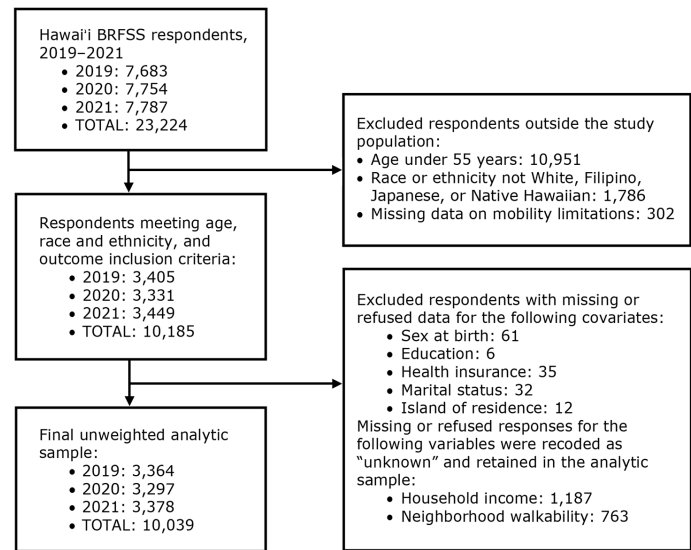 Hawai‘i BRFSS respondents,
2019–2021
• 2019: 7,683
• 2020: 7,754
• 2021: 7,787
• TOTAL: 23,224
Excluded respondents outside the study
population:
• Age under 55 years: 10,951
• Race or ethnicity not White, Filipino,
Japanese, or Native Hawaiian: 1,786
• Missing data on mobility limitations: 302
Respondents meeting age,
race and ethnicity, and
outcome inclusion criteria:
• 2019: 3,405
• 2020: 3,331
• 2021: 3,449
• TOTAL: 10,185
Excluded respondents with missing or
refused data for the following covariates:
• Sex at birth: 61
• Education: 6
• Health insurance: 35
• Marital status: 32
• Island of residence: 12
Missing or refused responses for the
following variables were recoded as
“unknown” and retained in the analytic
sample:
• Household income: 1,187
• Neighborhood walkability: 763
Final unweighted analytic
sample:
• 2019: 3,364
• 2020: 3,297
• 2021: 3,378
• TOTAL: 10,039